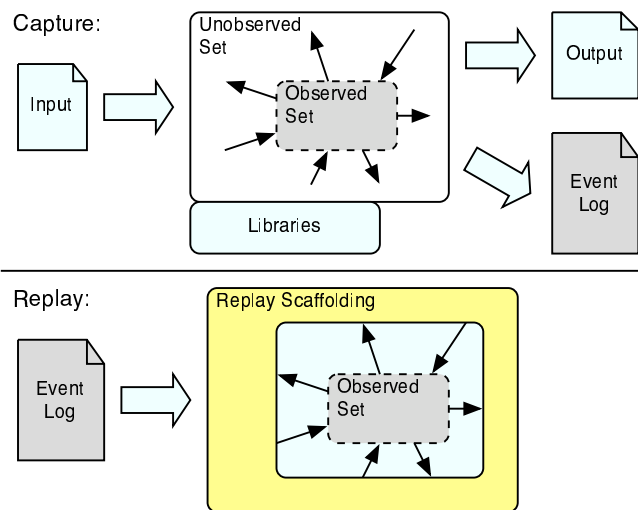 Capture:
Input
Unobserved
Set
Observed
Set
Libraries
Output
Event
Log
Replay:
Event
Log
Replay Scaffolding
Observed
Set